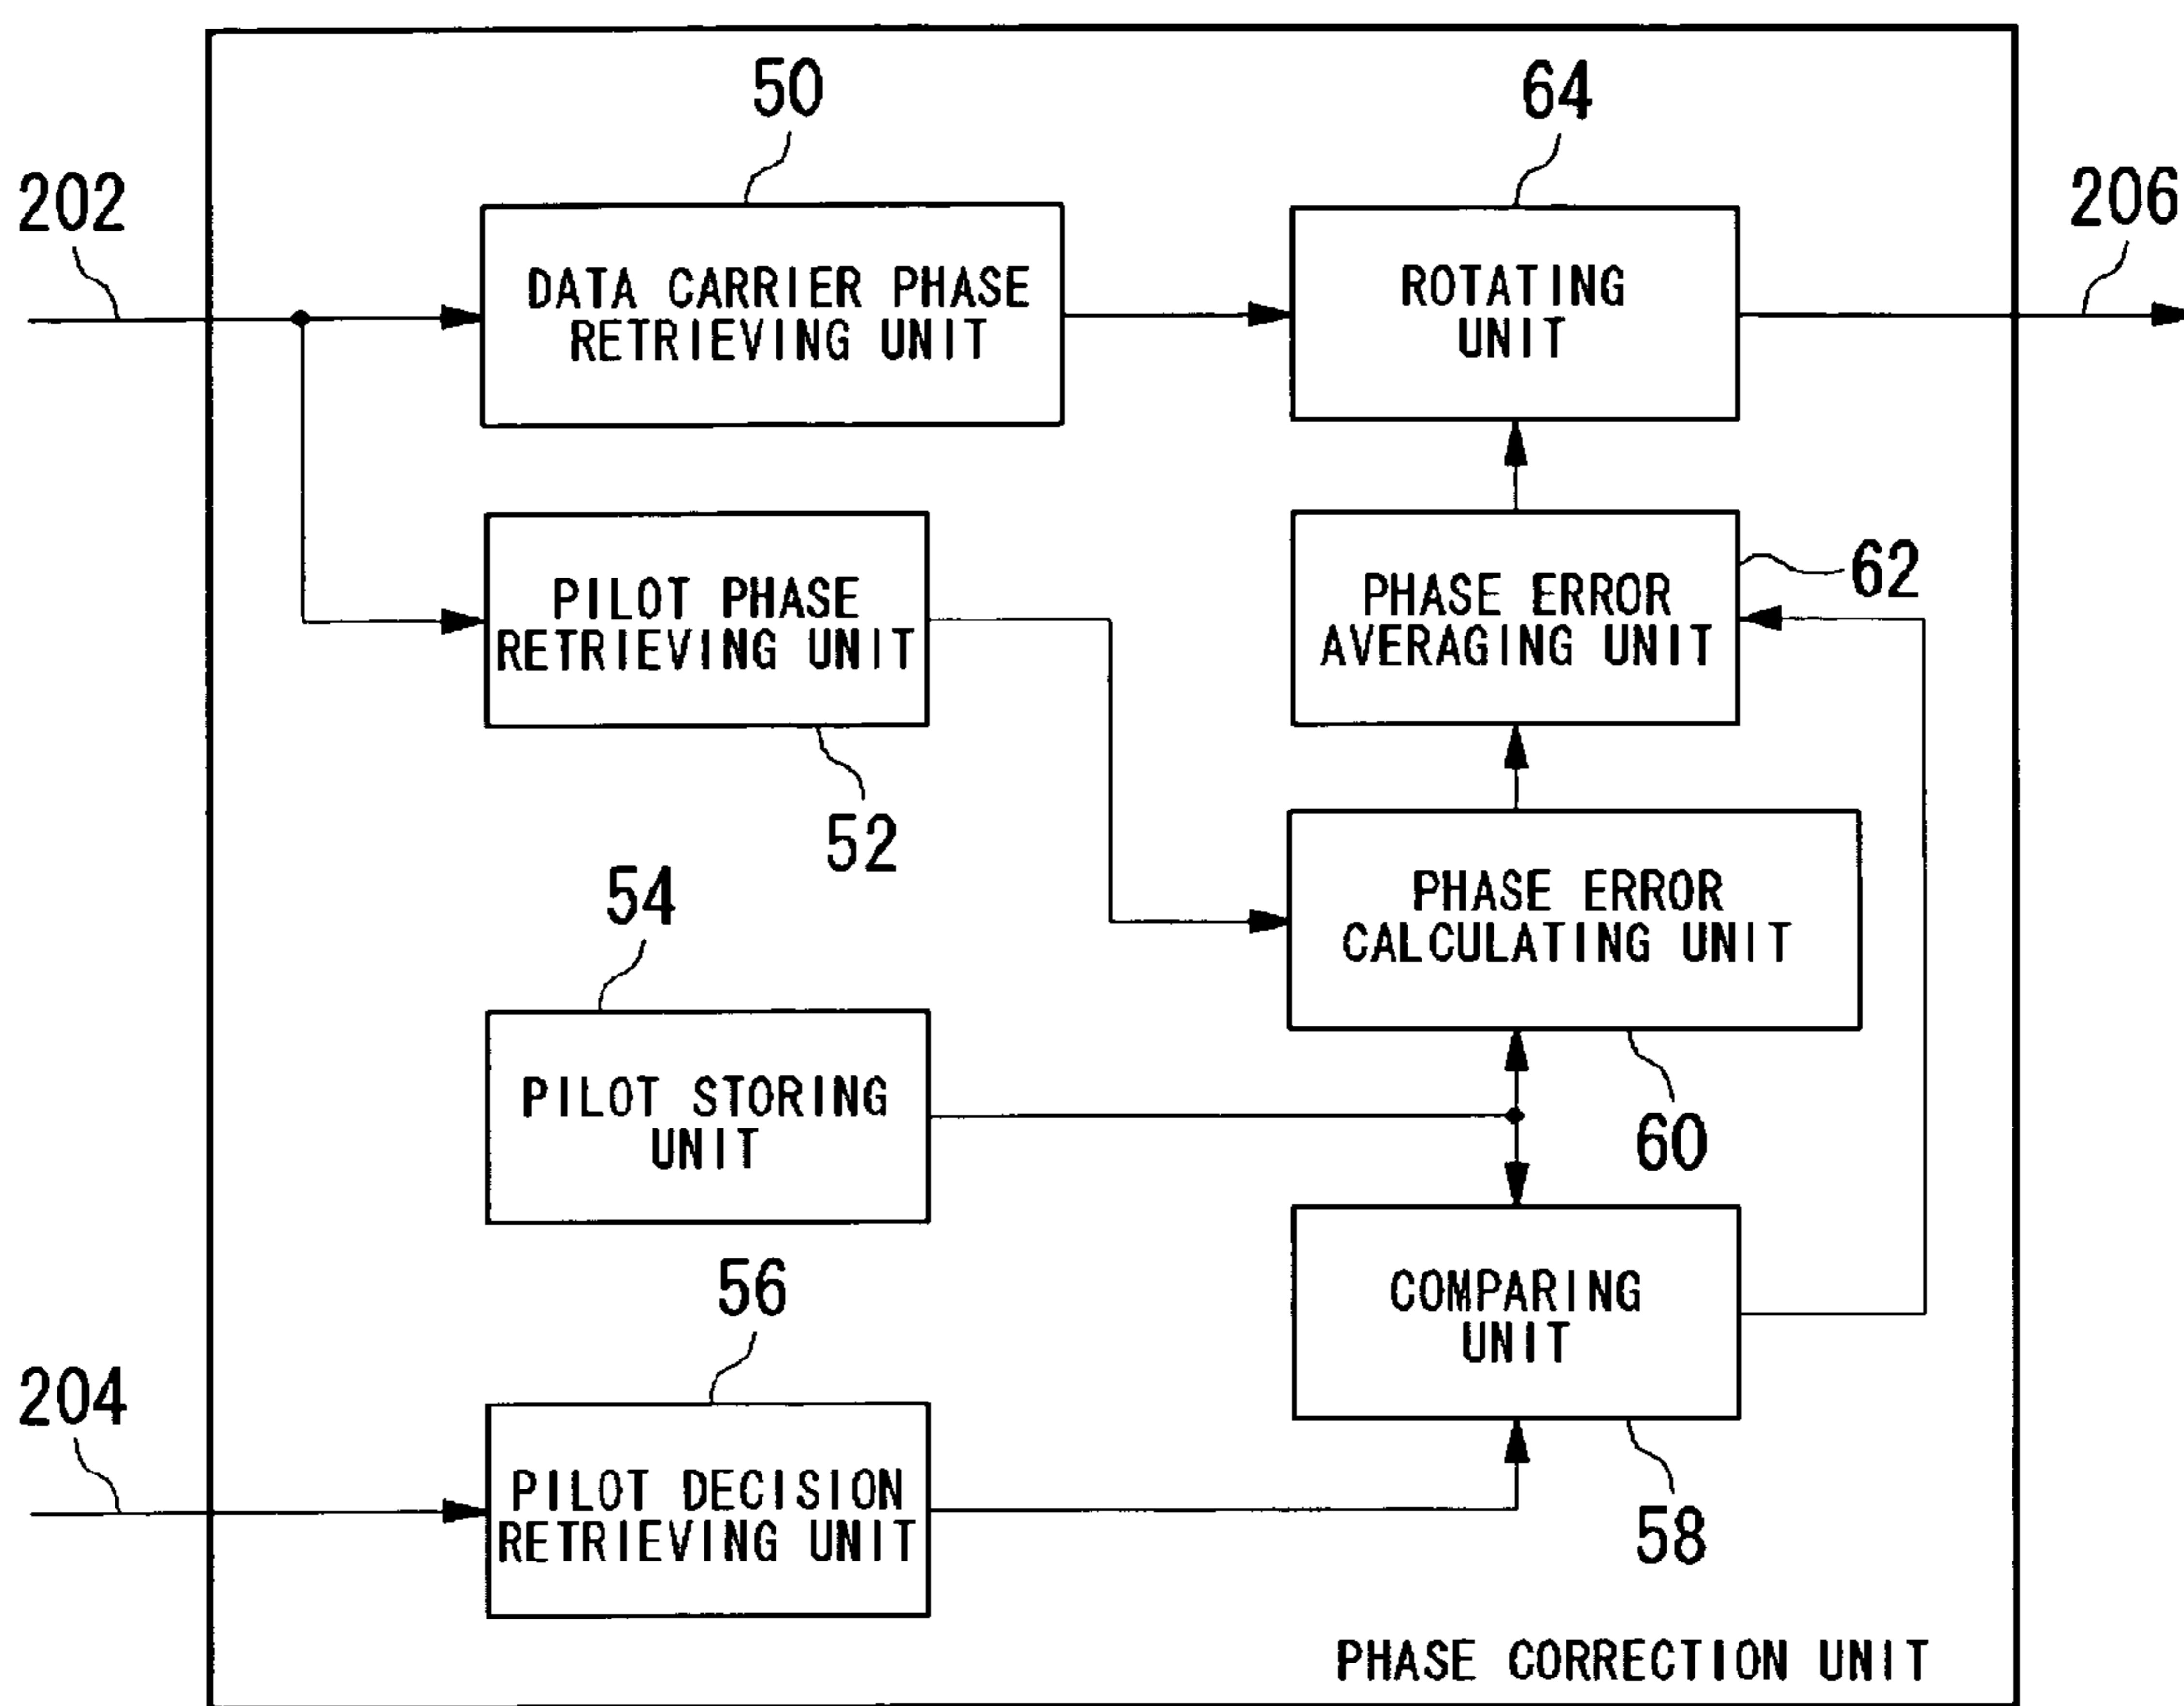 50
64
202
206
DATA CARRIER PHASE
RETRIEVING UNIT
ROTATING
UNIT
PILOT PHASE
RETRIEVING UNIT
PHASE ERROR
AVERAGING UNIT
62
52
54
PHASE ERROR
CALCULATING UNIT
PILOT STORING
UNIT
60
56
COMPARING
UNIT
204
PILOT DECISION
RETRIEVING UNIT
58
PHASE CORRECTION UNIT